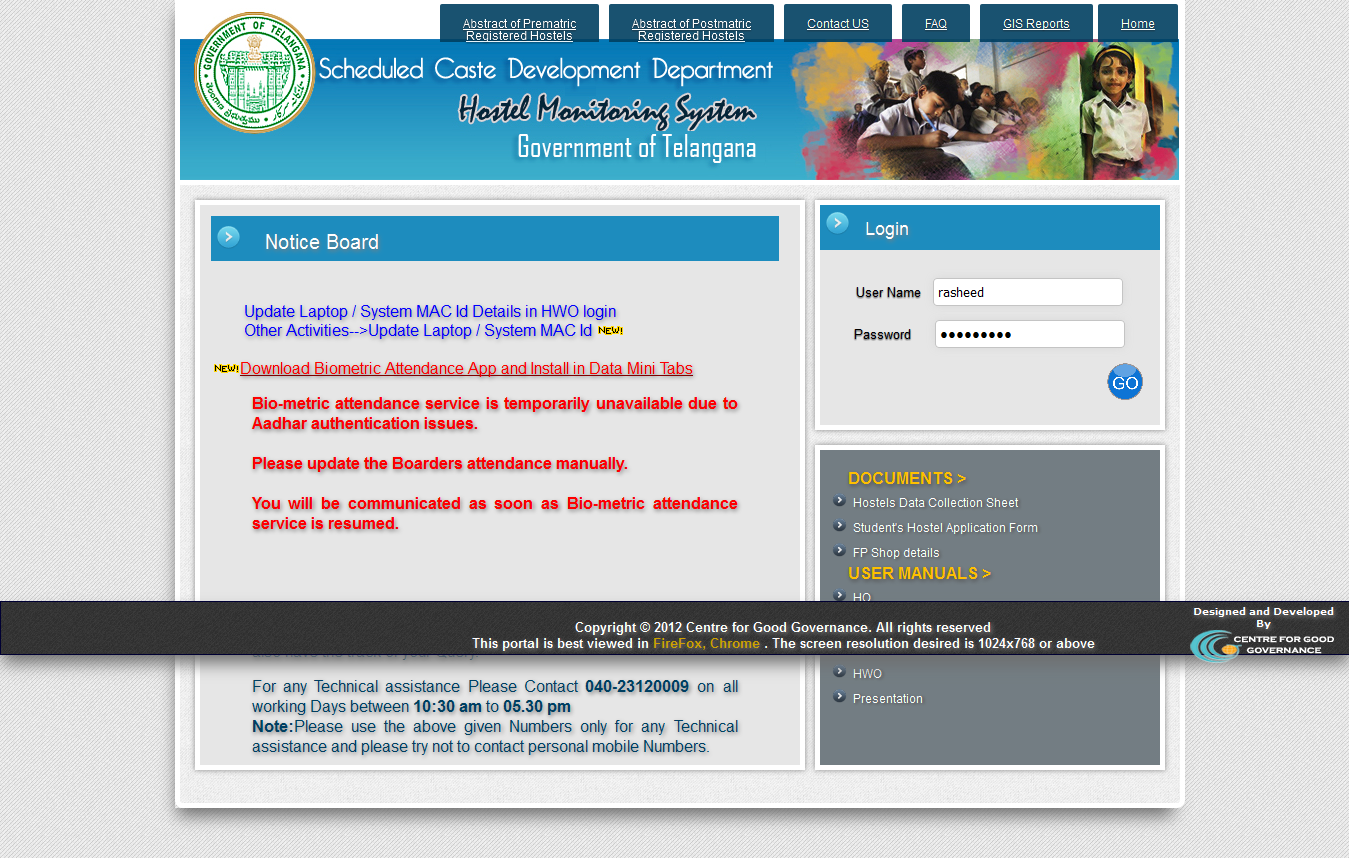 Abstract of Prematric
Registered Hostels
Abstract of Postmatric
Registered Hostels
Contact US
FAQ
GIS Reports
Home
GOVERNMENT OF TELANGANA
Scheduled Caste Development Department
Hostel Monitoring System
Government of Telangana
Notice Board
Update Laptop / System MAC Id Details in HWO login
Other Activities-->Update Laptop / System MAC Id NEW!
NEW!Download Biometric Attendance App and Install in Data Mini Tabs
Bio-metric attendance service is temporarily unavailable due to
Aadhar authentication issues.
Please update the Boarders attendance manually.
You will be communicated as soon as Bio-metric attendance
service is resumed.
For any Technical assistance Please Contact 040-23120009 on all
working Days between 10:30 am to 05.30 pm
Note:Please use the above given Numbers only for any Technical
assistance and please try not to contact personal mobile Numbers.
Login
User Name rasheed
Password •••••••••
GO
DOCUMENTS >
Hostels Data Collection Sheet
Student's Hostel Application Form
FP Shop details
USER MANUALS >
HO
HWO
Presentation
Copyright © 2012 Centre for Good Governance. All rights reserved
This portal is best viewed in FireFox, Chrome . The screen resolution desired is 1024x768 or above
Designed and Developed
By
CENTRE FOR GOOD
GOVERNANCE